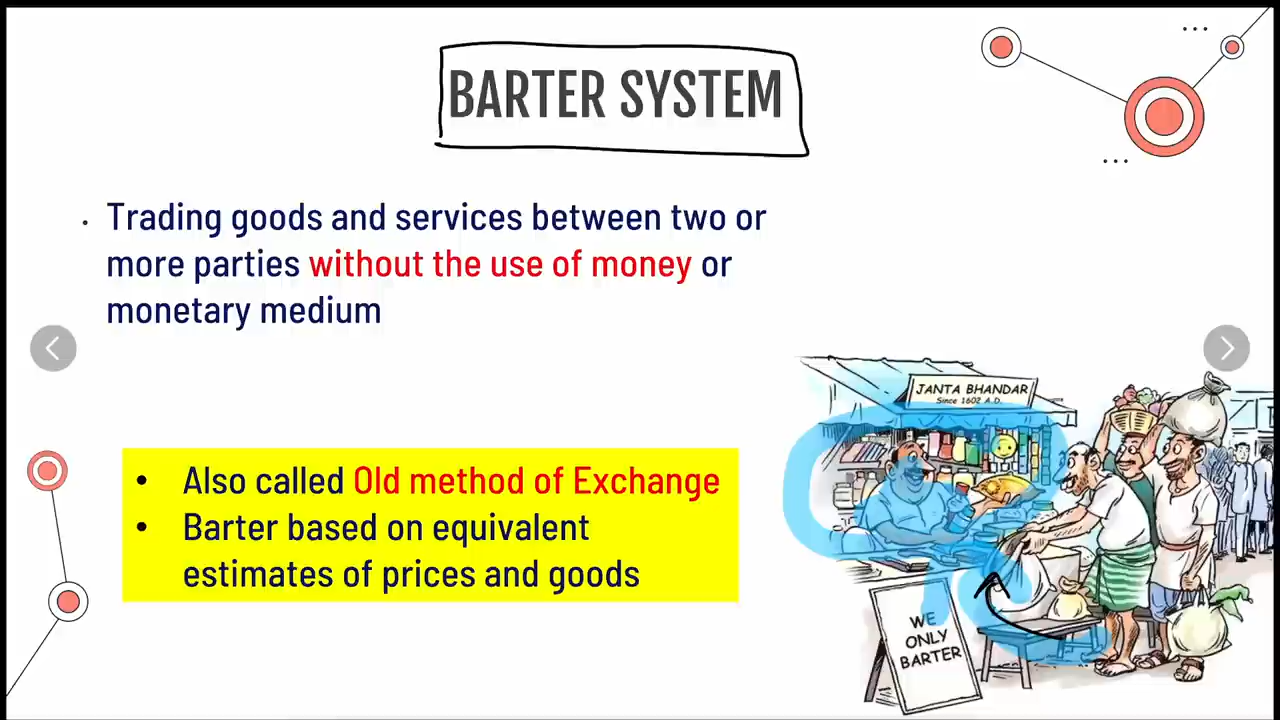 BARTER SYSTEM
. Trading goods and services between two or
more parties without the use of money or
monetary medium
• Also called Old method of Exchange
• Barter based on equivalent
estimates of prices and goods
JANTA BHANDAR
Since 1602 A.D.
WE
ONLY
BARTER